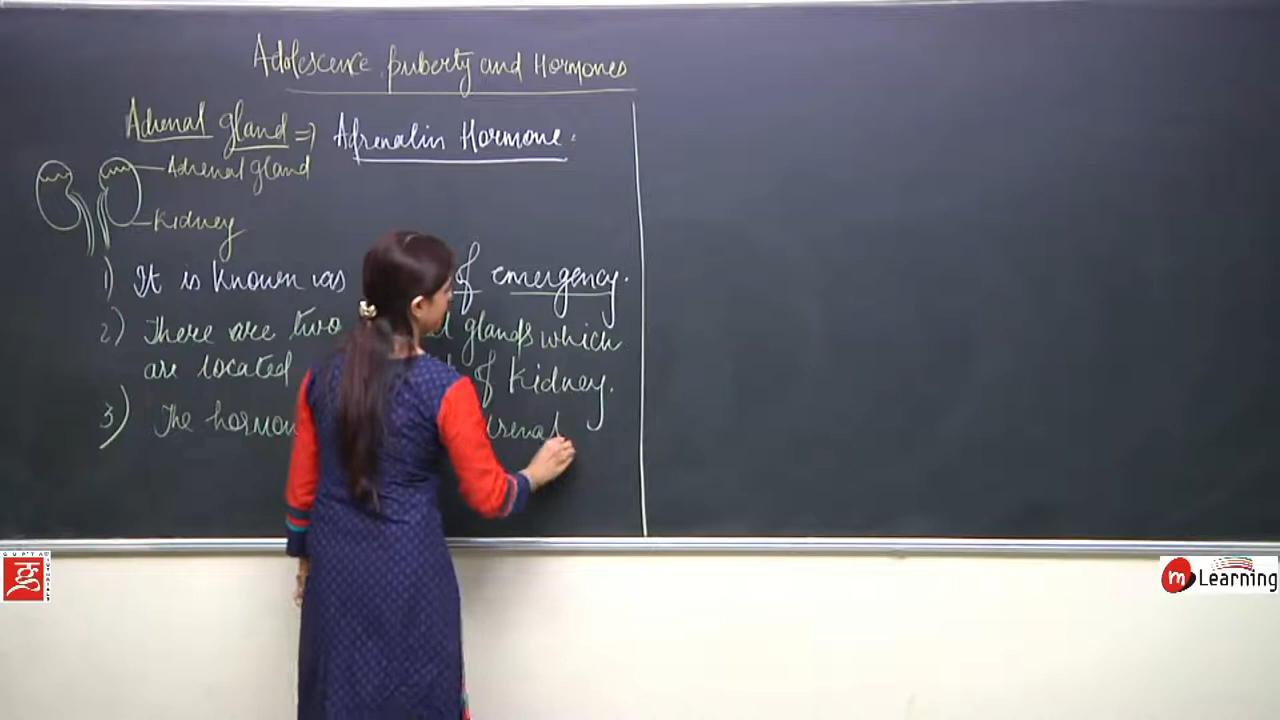 Adolescence, puberty and Hormones
Adrenal gland => Adrenalin Hormone.
Adrenal gland
Kidney
1) It is known as of emergency.
2) There are two glands which
are located of Kidney.
3) The hormon
GUPTA
m Learning